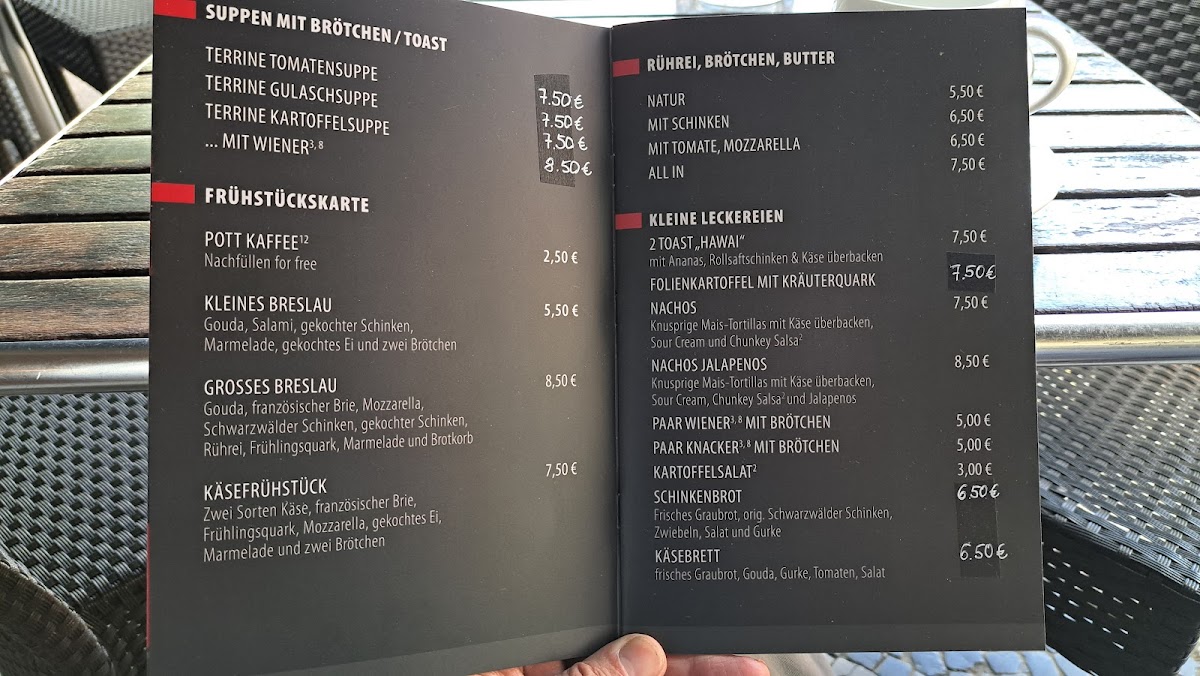 SUPPEN MIT BRÖTCHEN / TOAST
TERRINE TOMATENSUPPE 7.50 €
TERRINE GULASCHSUPPE 7.50 €
TERRINE KARTOFFELSUPPE 7.50 €
... MIT WIENER³, ⁸ 8.50 €
FRÜHSTÜCKSKARTE
POTT KAFFEE¹² 2,50 €
Nachfüllen for free
KLEINES BRESLAU 5,50 €
Gouda, Salami, gekochter Schinken,
Marmelade, gekochtes Ei und zwei Brötchen
GROSSES BRESLAU 8,50 €
Gouda, französischer Brie, Mozzarella,
Schwarzwälder Schinken, gekochter Schinken,
Rührei, Frühlingsquark, Marmelade und Brotkorb
KÄSEFRÜHSTÜCK 7,50 €
Zwei Sorten Käse, französischer Brie,
Frühlingsquark, Mozzarella, gekochtes Ei,
Marmelade und zwei Brötchen
RÜHREI, BRÖTCHEN, BUTTER
NATUR 5,50 €
MIT SCHINKEN 6,50 €
MIT TOMATE, MOZZARELLA 6,50 €
ALL IN 7,50 €
KLEINE LECKEREIEN
2 TOAST „HAWAI“ 7,50 €
mit Ananas, Rollsaftschinken & Käse überbacken
FOLIENKARTOFFEL MIT KRÄUTERQUARK 7.50 €
NACHOS 7,50 €
Knusprige Mais-Tortillas mit Käse überbacken,
Sour Cream und Chunkey Salsa²
NACHOS JALAPENOS 8,50 €
Knusprige Mais-Tortillas mit Käse überbacken,
Sour Cream, Chunkey Salsa² und Jalapenos
PAAR WIENER³, ⁸ MIT BRÖTCHEN 5,00 €
PAAR KNACKER³, ⁸ MIT BRÖTCHEN 5,00 €
KARTOFFELSALAT² 3,00 €
SCHINKENBROT 6.50 €
Frisches Graubrot, orig. Schwarzwälder Schinken,
Zwiebeln, Salat und Gurke
KÄSEBRETT 6.50 €
frisches Graubrot, Gouda, Gurke, Tomaten, Salat